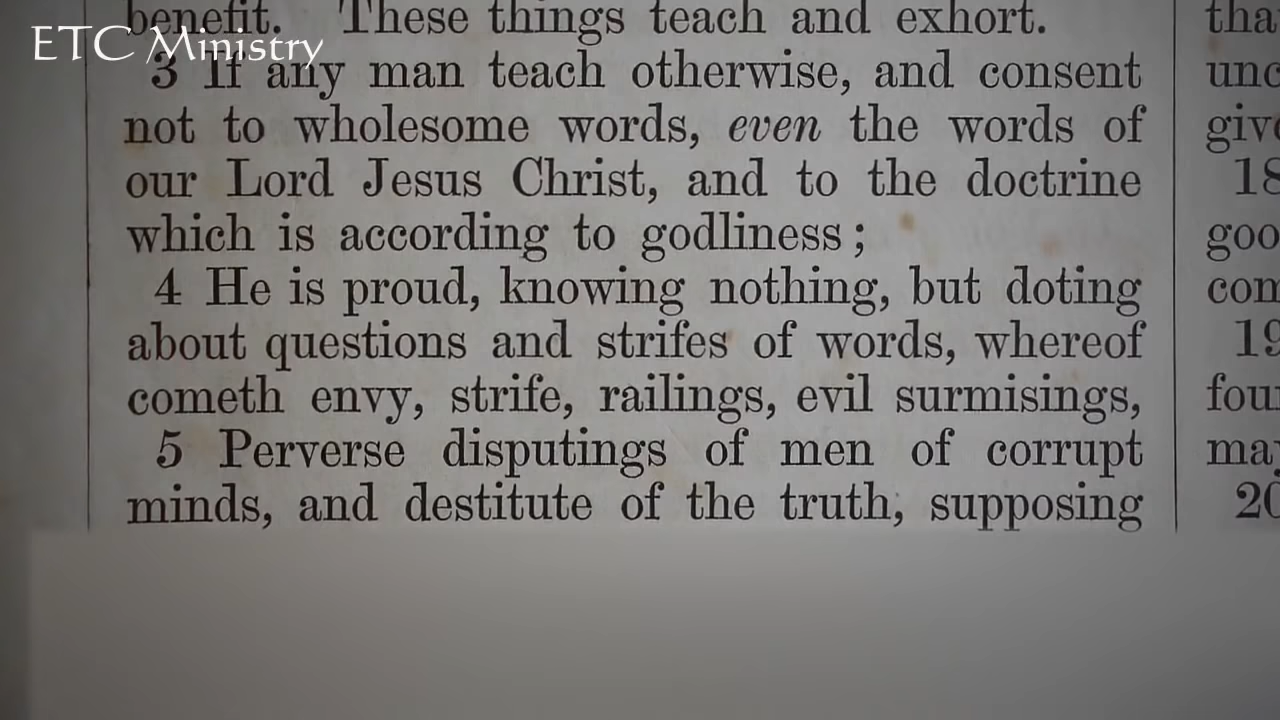 ETC Ministry
benefit. These things teach and exhort.
3 If any man teach otherwise, and consent
not to wholesome words, even the words of
our Lord Jesus Christ, and to the doctrine
which is according to godliness;
4 He is proud, knowing nothing, but doting
about questions and strifes of words, whereof
cometh envy, strife, railings, evil surmisings,
5 Perverse disputings of men of corrupt
minds, and destitute of the truth, supposing
18
19
20